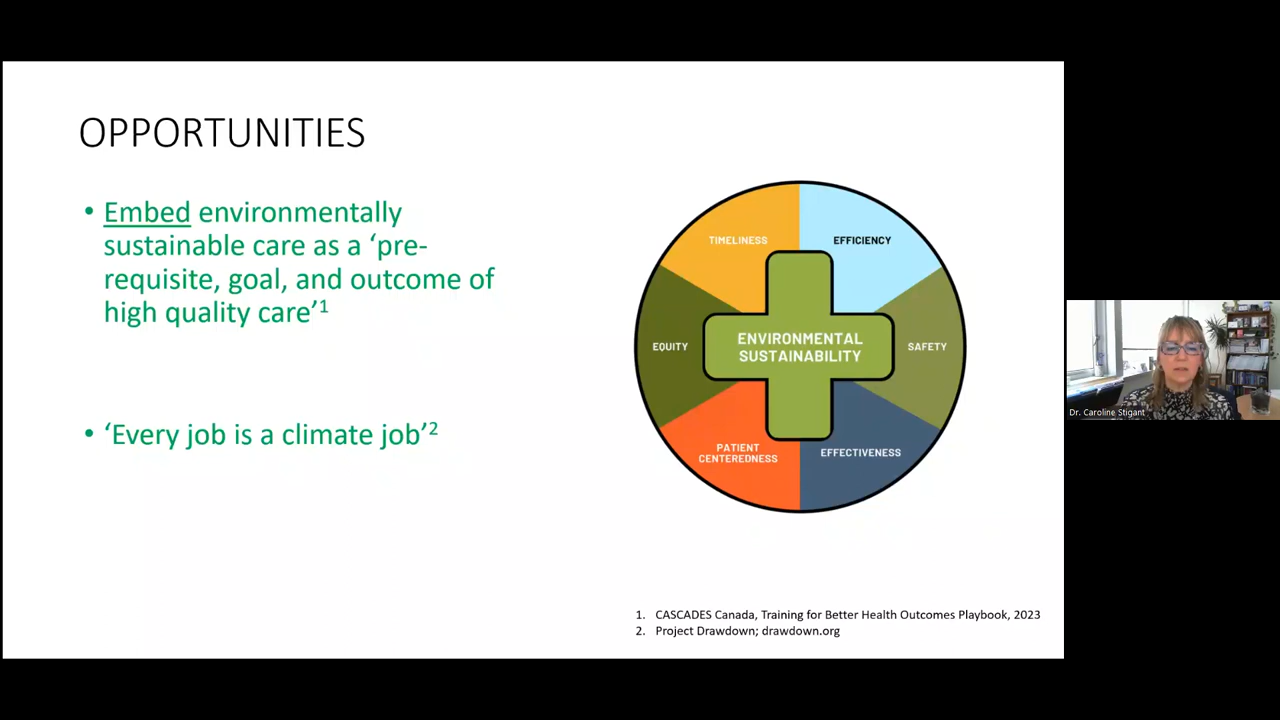 OPPORTUNITIES
• Embed environmentally
sustainable care as a ‘pre-
requisite, goal, and outcome of
high quality care’¹
• ‘Every job is a climate job’²
TIMELINESS
EFFICIENCY
EQUITY
ENVIRONMENTAL
SUSTAINABILITY
SAFETY
PATIENT
CENTEREDNESS
EFFECTIVENESS
1. CASCADES Canada, Training for Better Health Outcomes Playbook, 2023
2. Project Drawdown; drawdown.org
Dr. Caroline Stigant